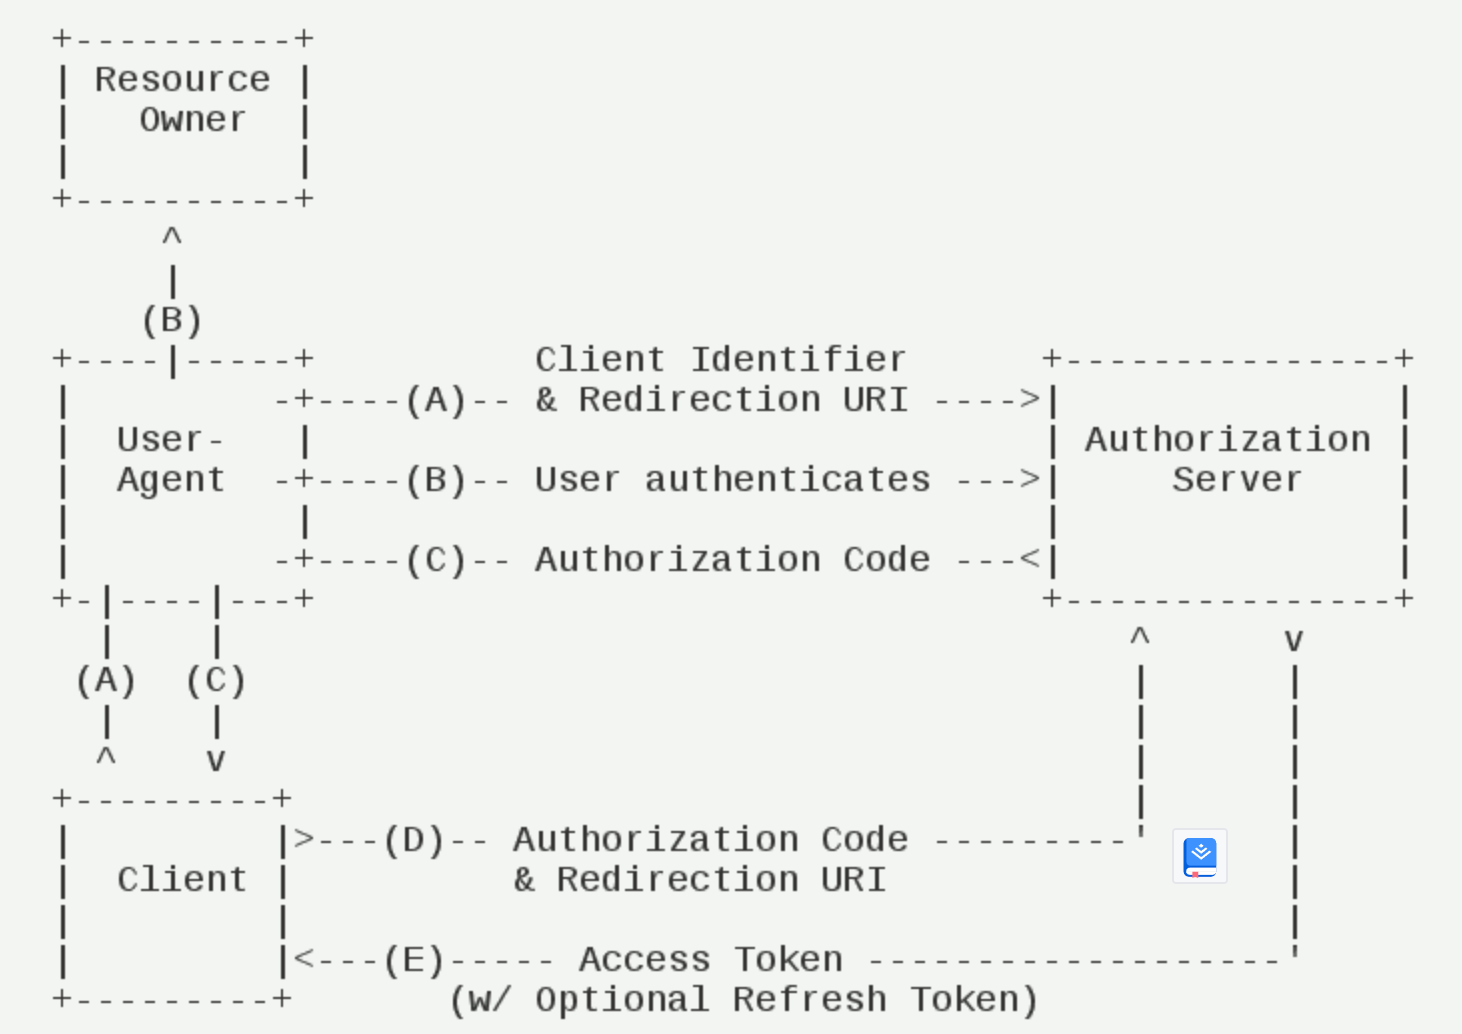 +----------+
| Resource |
|   Owner  |
|          |
+----------+
     ^
     |
    (B)
+----|-----+          Client Identifier      +---------------+
|         -+----(A)-- & Redirection URI ---->|               |
|  User-   |                                 | Authorization |
|  Agent  -+----(B)-- User authenticates --->|     Server    |
|          |                                 |               |
|         -+----(C)-- Authorization Code ---<|               |
+-|----|---+                                 +---------------+
  |    |                                         ^      v
 (A)  (C)                                        |      |
  |    |                                         |      |
  ^    v                                         |      |
+---------+                                      |      |
|         |>---(D)-- Authorization Code ---------'      |
|  Client |          & Redirection URI                  |
|         |                                             |
|         |<---(E)----- Access Token -------------------'
+---------+       (w/ Optional Refresh Token)